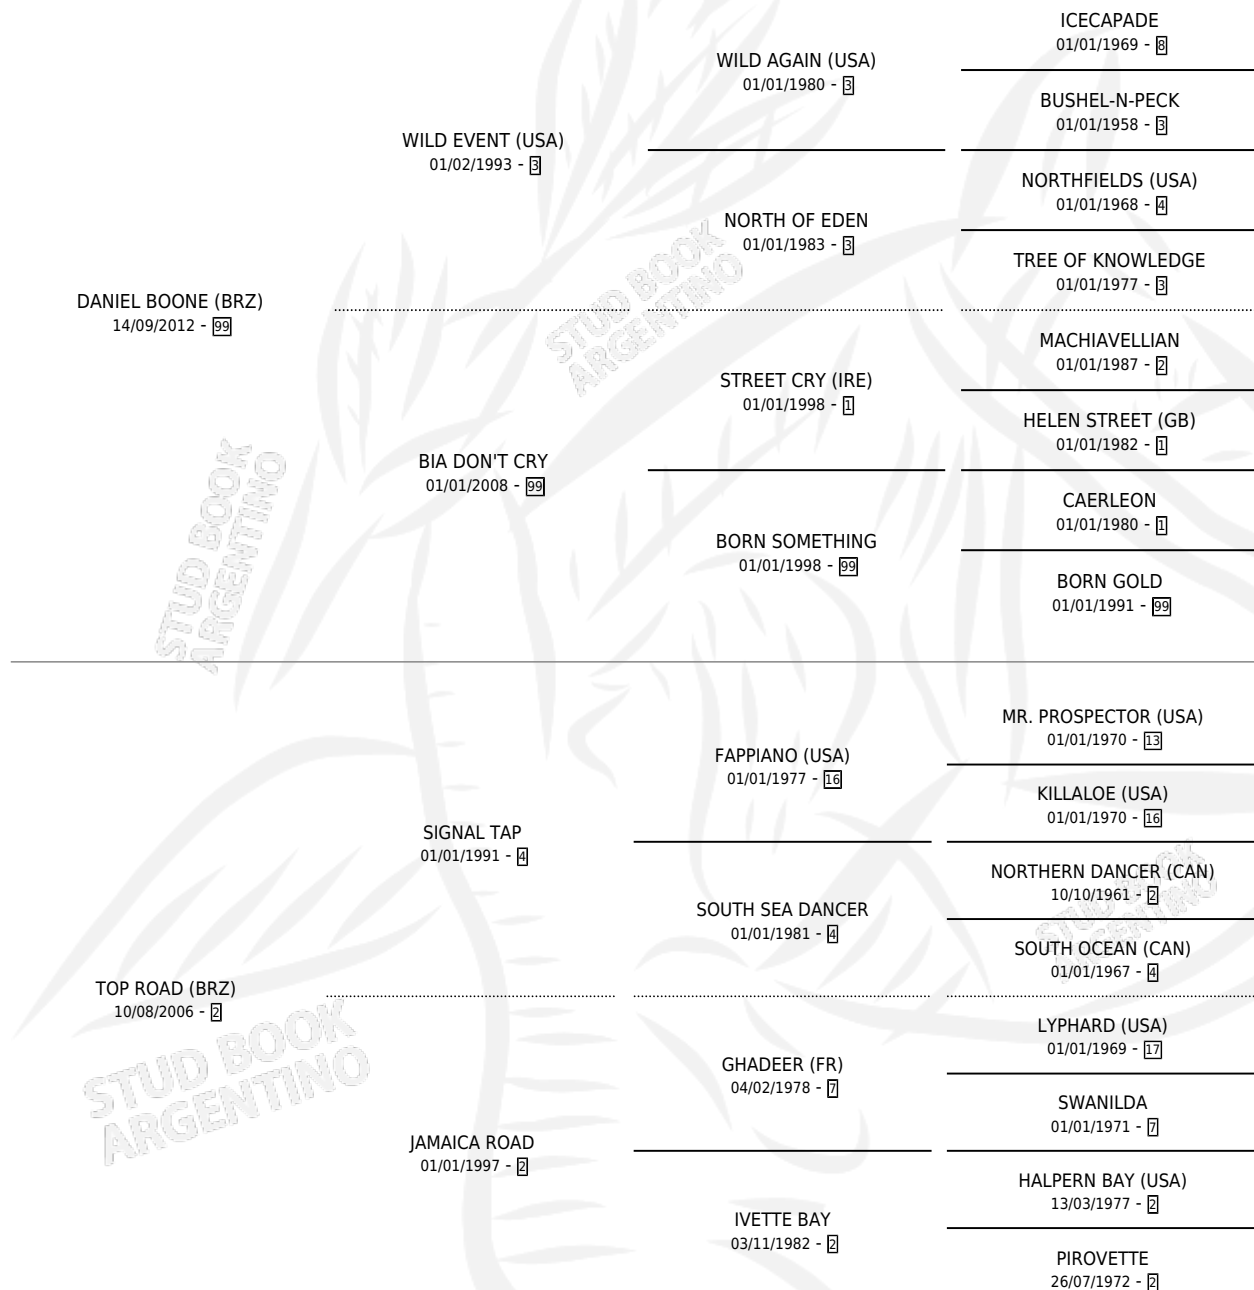 ICECAPADE
01/01/1969 - 8
WILD AGAIN (USA)
01/01/1980 - 3
BUSHEL-N-PECK
01/01/1958 - 3
WILD EVENT (USA)
01/02/1993 - 3
NORTHFIELDS (USA)
01/01/1968 - 4
NORTH OF EDEN
01/01/1983 - 3
TREE OF KNOWLEDGE
01/01/1977 - 3
DANIEL BOONE (BRZ)
14/09/2012 - 99
MACHIAVELLIAN
01/01/1987 - 2
STREET CRY (IRE)
01/01/1998 - 1
HELEN STREET (GB)
01/01/1982 - 1
BIA DON'T CRY
01/01/2008 - 99
CAERLEON
01/01/1980 - 1
BORN SOMETHING
01/01/1998 - 99
BORN GOLD
01/01/1991 - 99
MR. PROSPECTOR (USA)
01/01/1970 - 13
FAPPIANO (USA)
01/01/1977 - 16
KILLALOE (USA)
01/01/1970 - 16
SIGNAL TAP
01/01/1991 - 4
NORTHERN DANCER (CAN)
10/10/1961 - 2
SOUTH SEA DANCER
01/01/1981 - 4
SOUTH OCEAN (CAN)
01/01/1967 - 4
TOP ROAD (BRZ)
10/08/2006 - 2
LYPHARD (USA)
01/01/1969 - 17
GHADEER (FR)
04/02/1978 - 7
SWANILDA
01/01/1971 - 7
JAMAICA ROAD
01/01/1997 - 2
HALPERN BAY (USA)
13/03/1977 - 2
IVETTE BAY
03/11/1982 - 2
PIROVETTE
26/07/1972 - 2
STUD BOOK
ARGENTINO
STUD BOOK
ARGENTINO
STUD BOOK
ARGENTINO
STUD BOOK
ARGENTINO